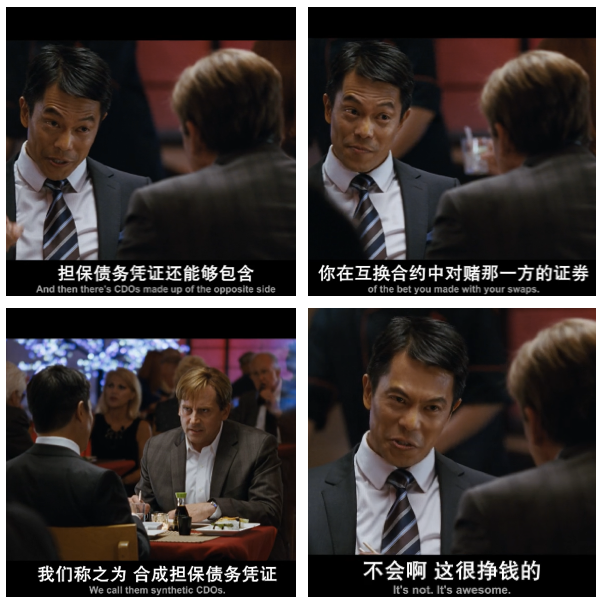 担保债务凭证还能够包含
And then there's CDOs made up of the opposite side
你在互换合约中对赌那一方的证券
of the bet you made with your swaps.
我们称之为 合成担保债务凭证
We call them synthetic CDOs.
不会啊 这很挣钱的
It's not. It's awesome.